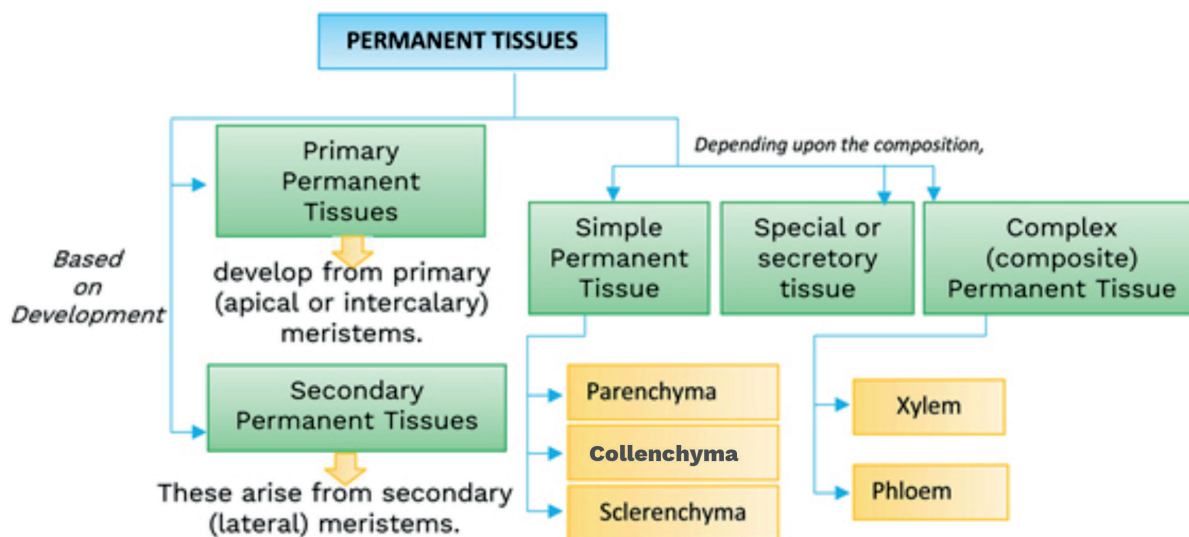 PERMANENT TISSUES
Based
on
Development
Primary
Permanent
Tissues
develop from primary
(apical or intercalary)
meristems.
Secondary
Permanent Tissues
These arise from secondary
(lateral) meristems.
Depending upon the composition,
Simple
Permanent
Tissue
Special or
secretory
tissue
Complex
(composite)
Permanent Tissue
Parenchyma
Collenchyma
Sclerenchyma
Xylem
Phloem